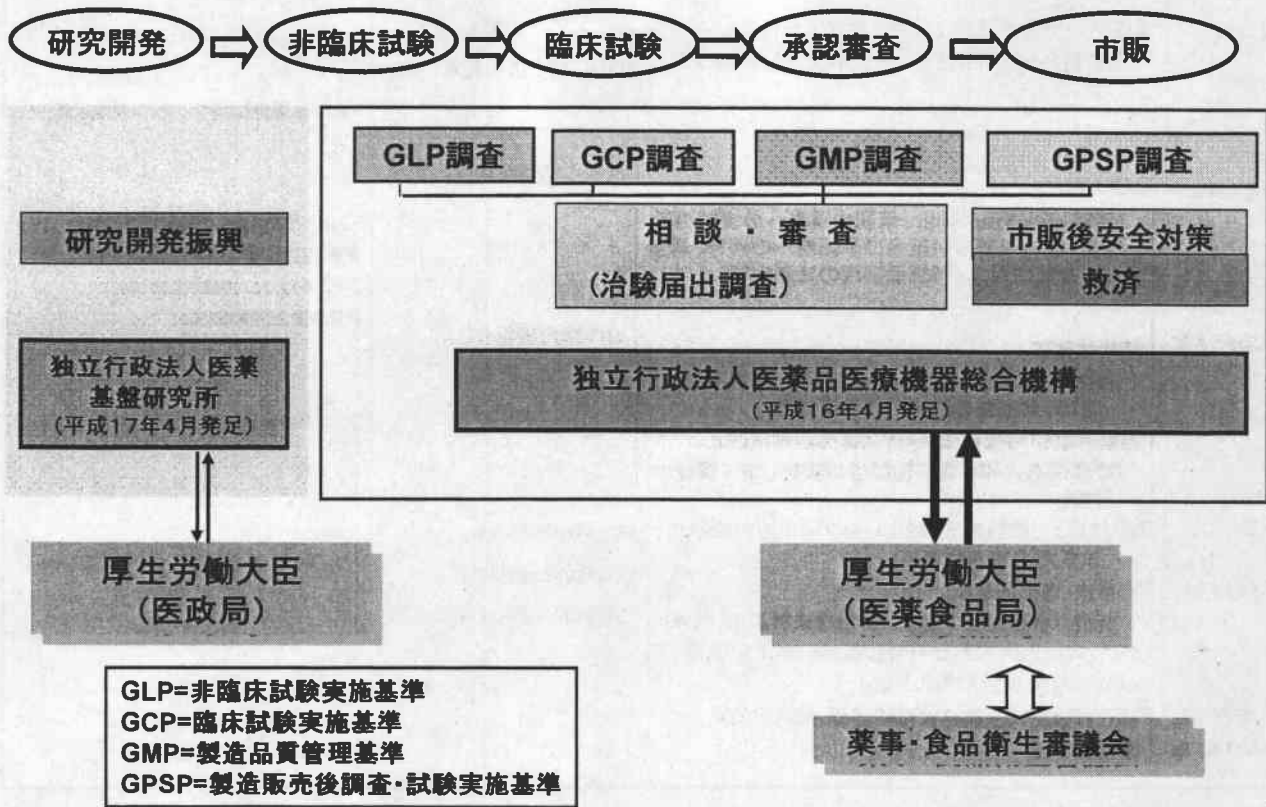 研究開発
非臨床試験
臨床試験
承認審査
市販
GLP調査
GCP調査
GMP調査
GPSP調査
研究開発振興
相談・審査
(治験届出調査)
市販後安全対策
救済
独立行政法人医薬
基盤研究所
(平成17年4月発足)
独立行政法人医薬品医療機器総合機構
(平成16年4月発足)
厚生労働大臣
(医政局)
厚生労働大臣
(医薬食品局)
GLP=非臨床試験実施基準
GCP=臨床試験実施基準
GMP=製造品質管理基準
GPSP=製造販売後調査・試験実施基準
薬事・食品衛生審議会